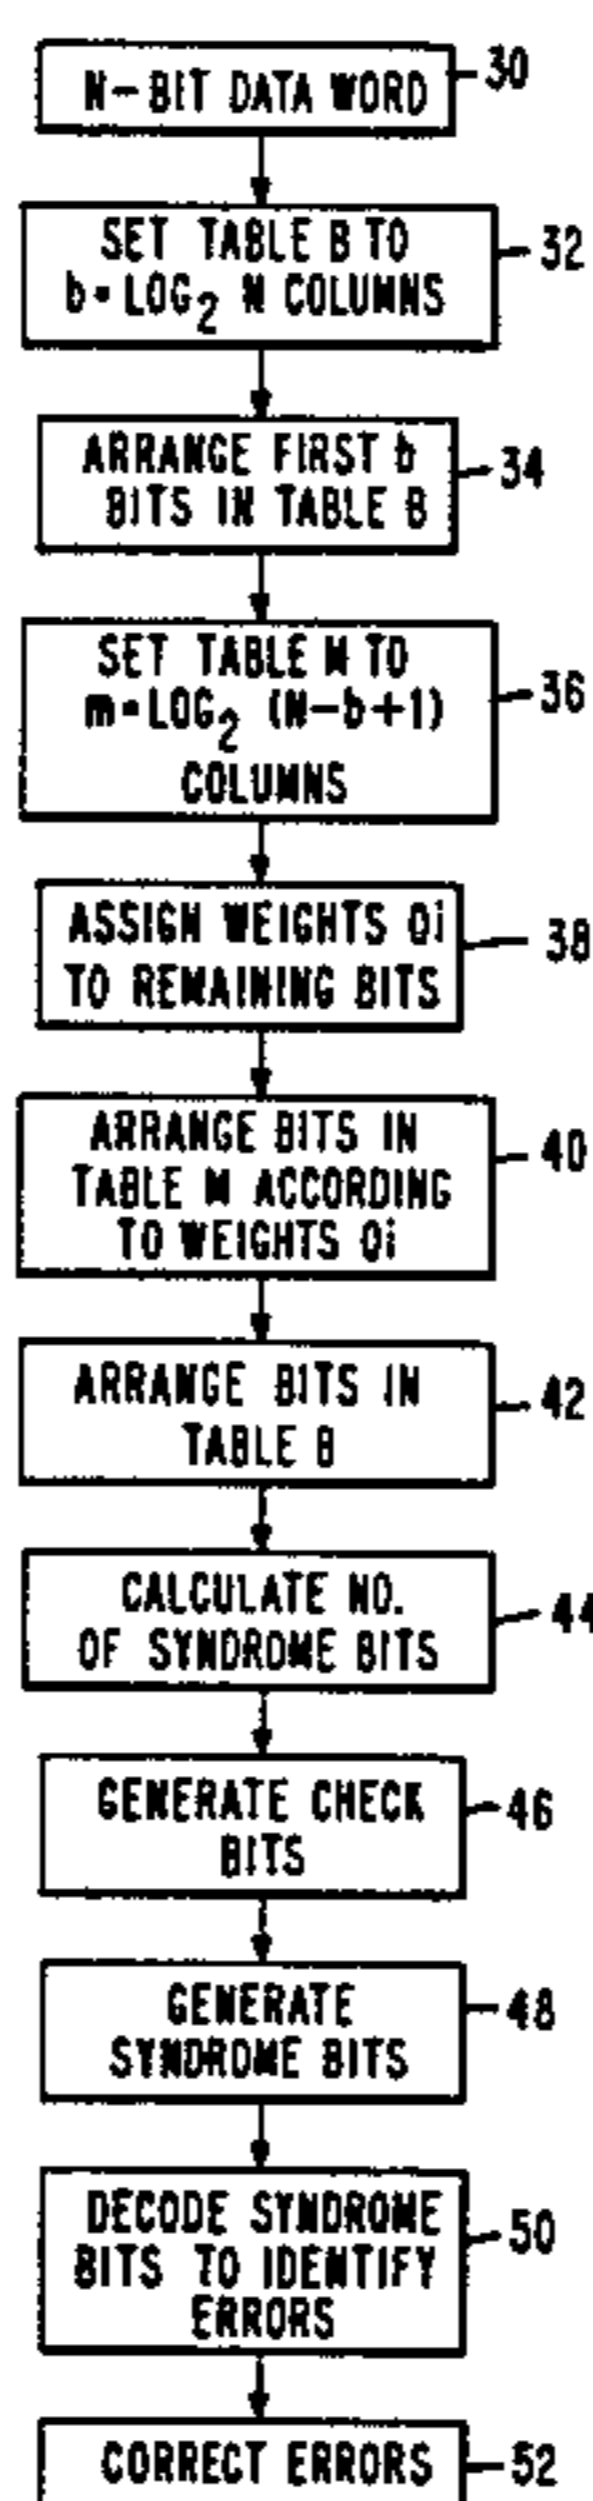 N-BIT DATA WORD
30
SET TABLE B TO
b=LOG2 N COLUMNS
32
ARRANGE FIRST b
BITS IN TABLE B
34
SET TABLE M TO
m=LOG2 (N-b+1)
COLUMNS
36
ASSIGN WEIGHTS Qi
TO REMAINING BITS
38
ARRANGE BITS IN
TABLE M ACCORDING
TO WEIGHTS Qi
40
ARRANGE BITS IN
TABLE B
42
CALCULATE NO.
OF SYNDROME BITS
44
GENERATE CHECK
BITS
46
GENERATE
SYNDROME BITS
48
DECODE SYNDROME
BITS TO IDENTIFY
ERRORS
50
CORRECT ERRORS
52